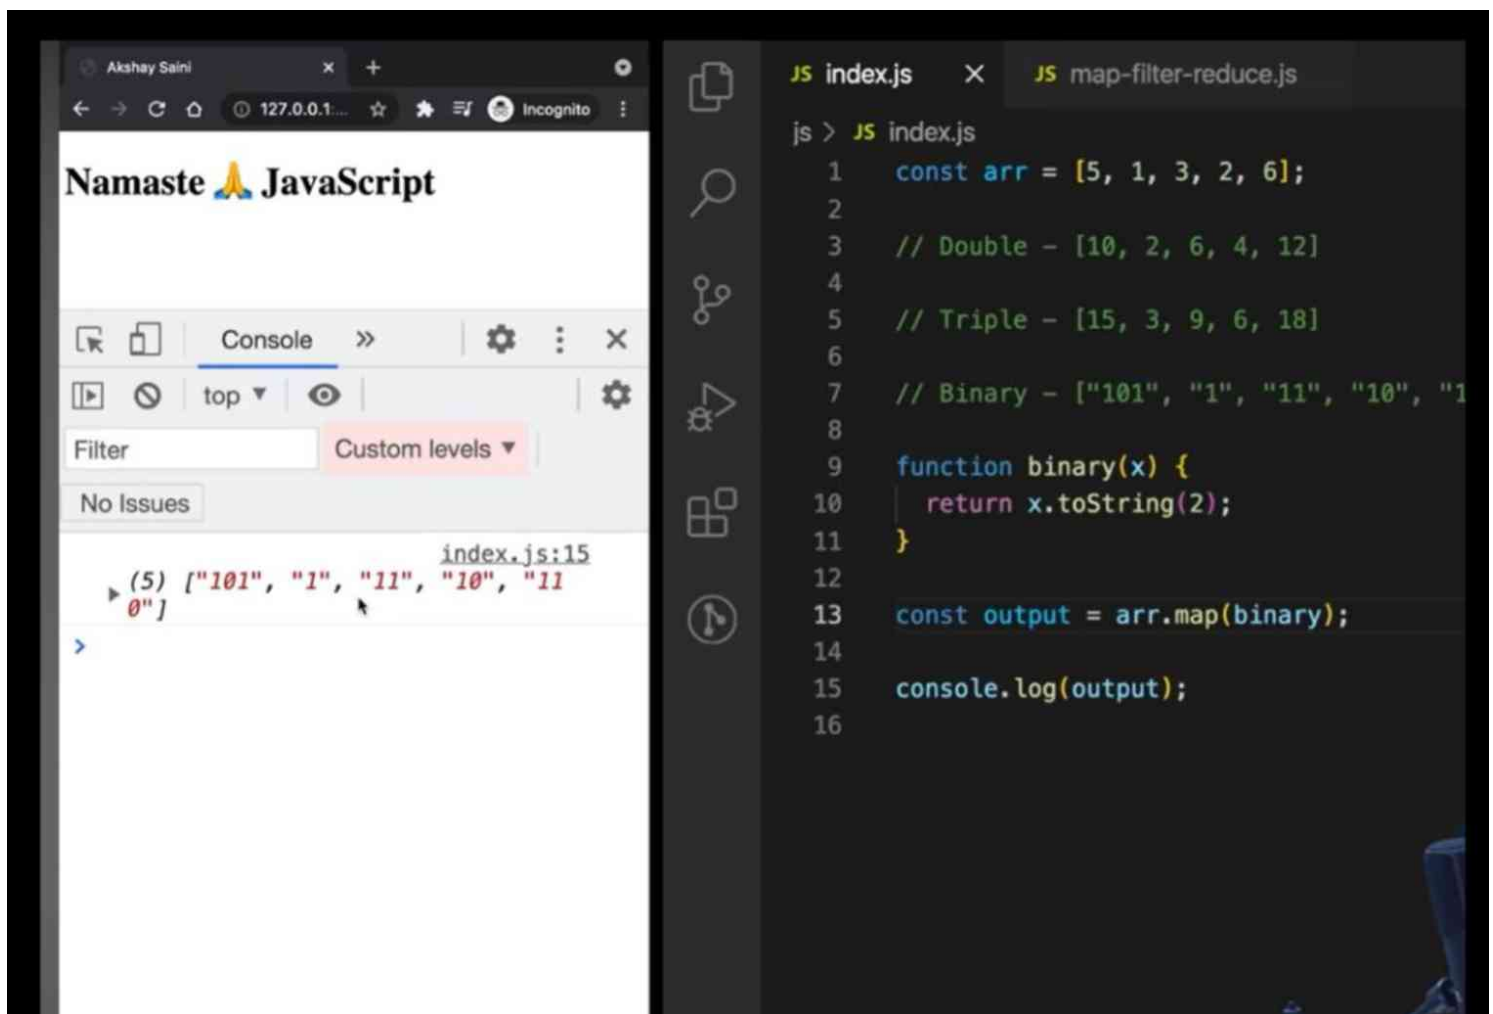 Akshay Saini
127.0.0.1:...
Incognito
Namaste 🙏 JavaScript
Console
top
Filter
Custom levels
No Issues
index.js:15
(5) ["101", "1", "11", "10", "11
0"]
JS index.js
JS map-filter-reduce.js
js > JS index.js
1 const arr = [5, 1, 3, 2, 6];
2
3 // Double – [10, 2, 6, 4, 12]
4
5 // Triple – [15, 3, 9, 6, 18]
6
7 // Binary – ["101", "1", "11", "10", "1
8
9 function binary(x) {
10 return x.toString(2);
11 }
12
13 const output = arr.map(binary);
14
15 console.log(output);
16